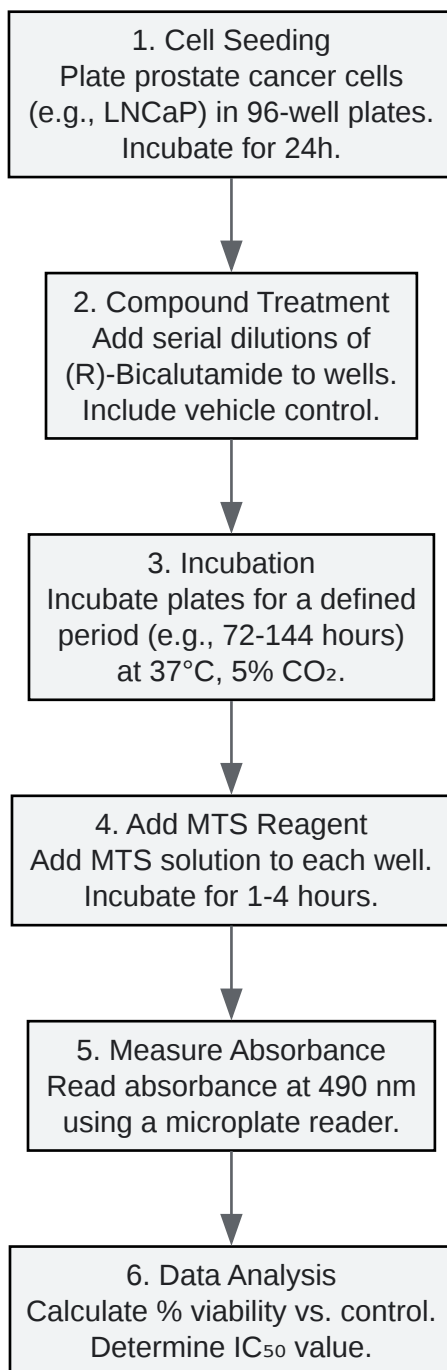 1. Cell Seeding
Plate prostate cancer cells
(e.g., LNCaP) in 96-well plates.
Incubate for 24h.
2. Compound Treatment
Add serial dilutions of
(R)-Bicalutamide to wells.
Include vehicle control.
3. Incubation
Incubate plates for a defined
period (e.g., 72-144 hours)
at 37°C, 5% CO₂.
4. Add MTS Reagent
Add MTS solution to each well.
Incubate for 1-4 hours.
5. Measure Absorbance
Read absorbance at 490 nm
using a microplate reader.
6. Data Analysis
Calculate % viability vs. control.
Determine IC₅₀ value.